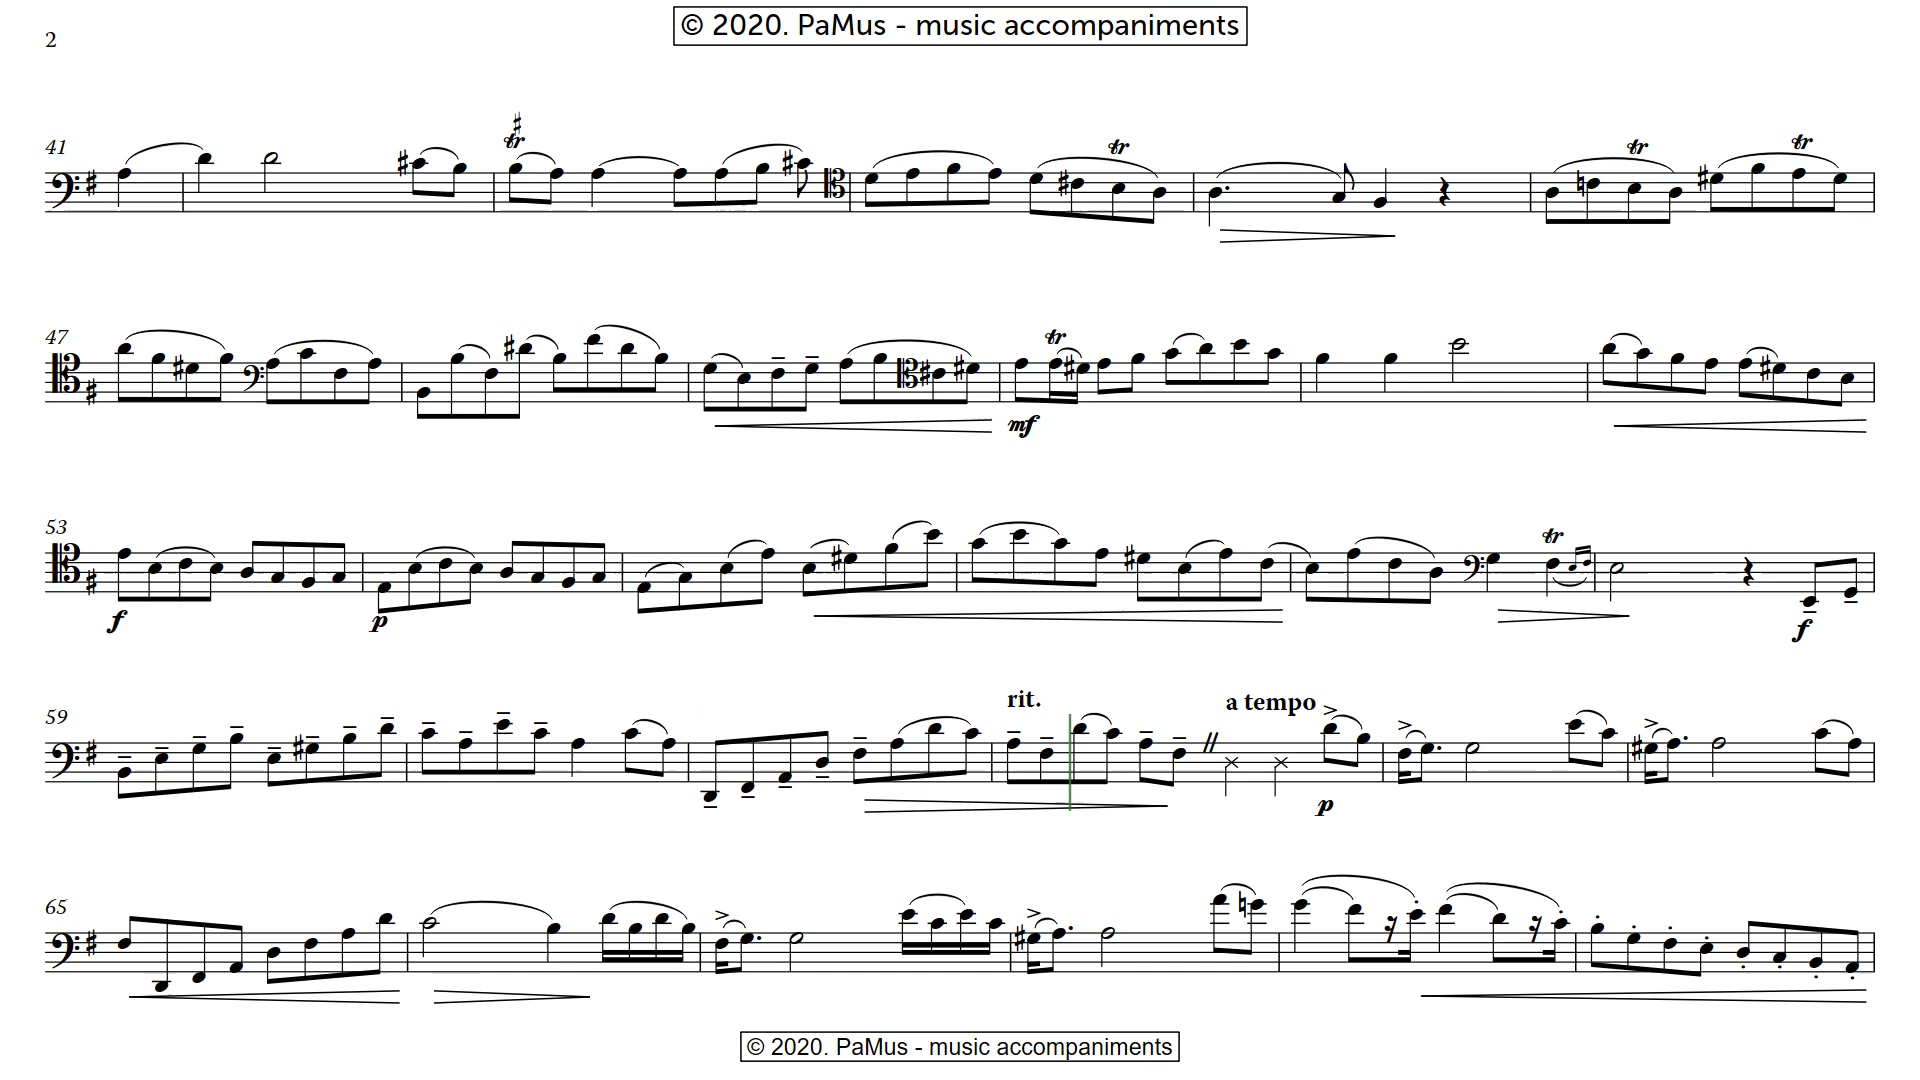 © 2020. PaMus - music accompaniments
2
41
tr tr tr tr
47
tr
mf
53
tr
f p f
59
rit. a tempo
p
65
© 2020. PaMus - music accompaniments